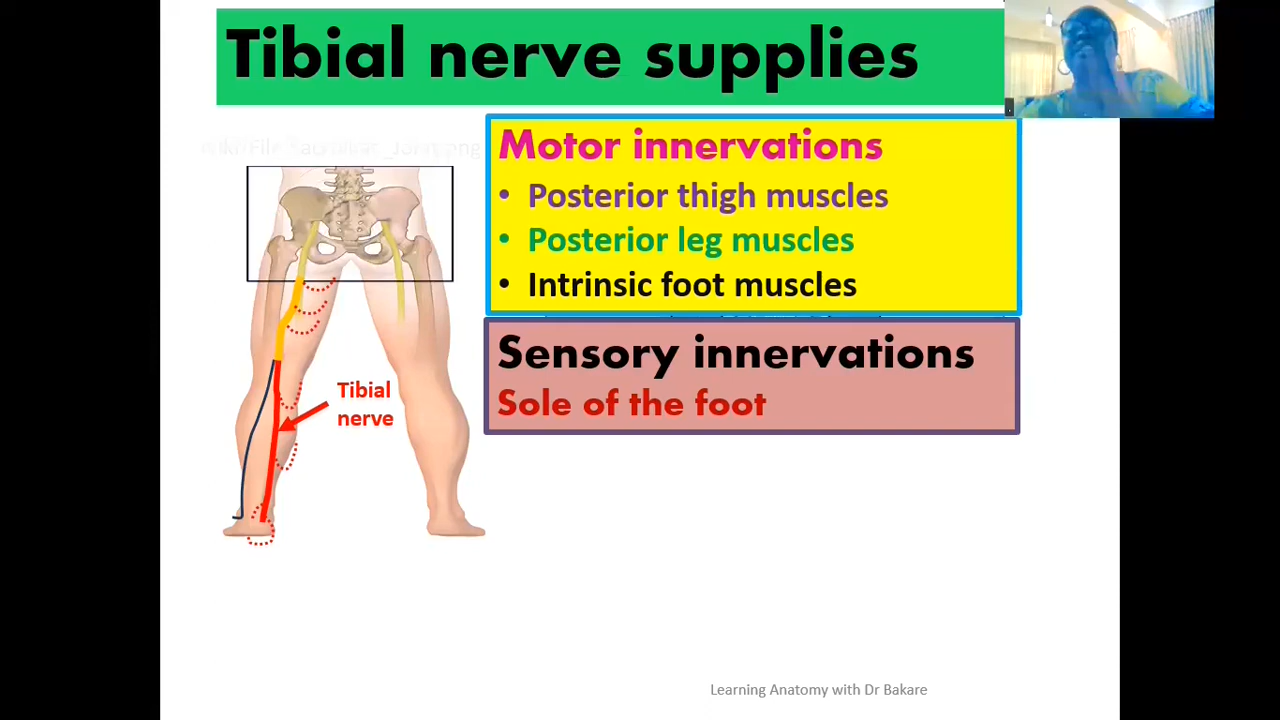 Tibial nerve supplies
Motor innervations
• Posterior thigh muscles
• Posterior leg muscles
• Intrinsic foot muscles
Sensory innervations
Sole of the foot
Tibial
nerve
Learning Anatomy with Dr Bakare